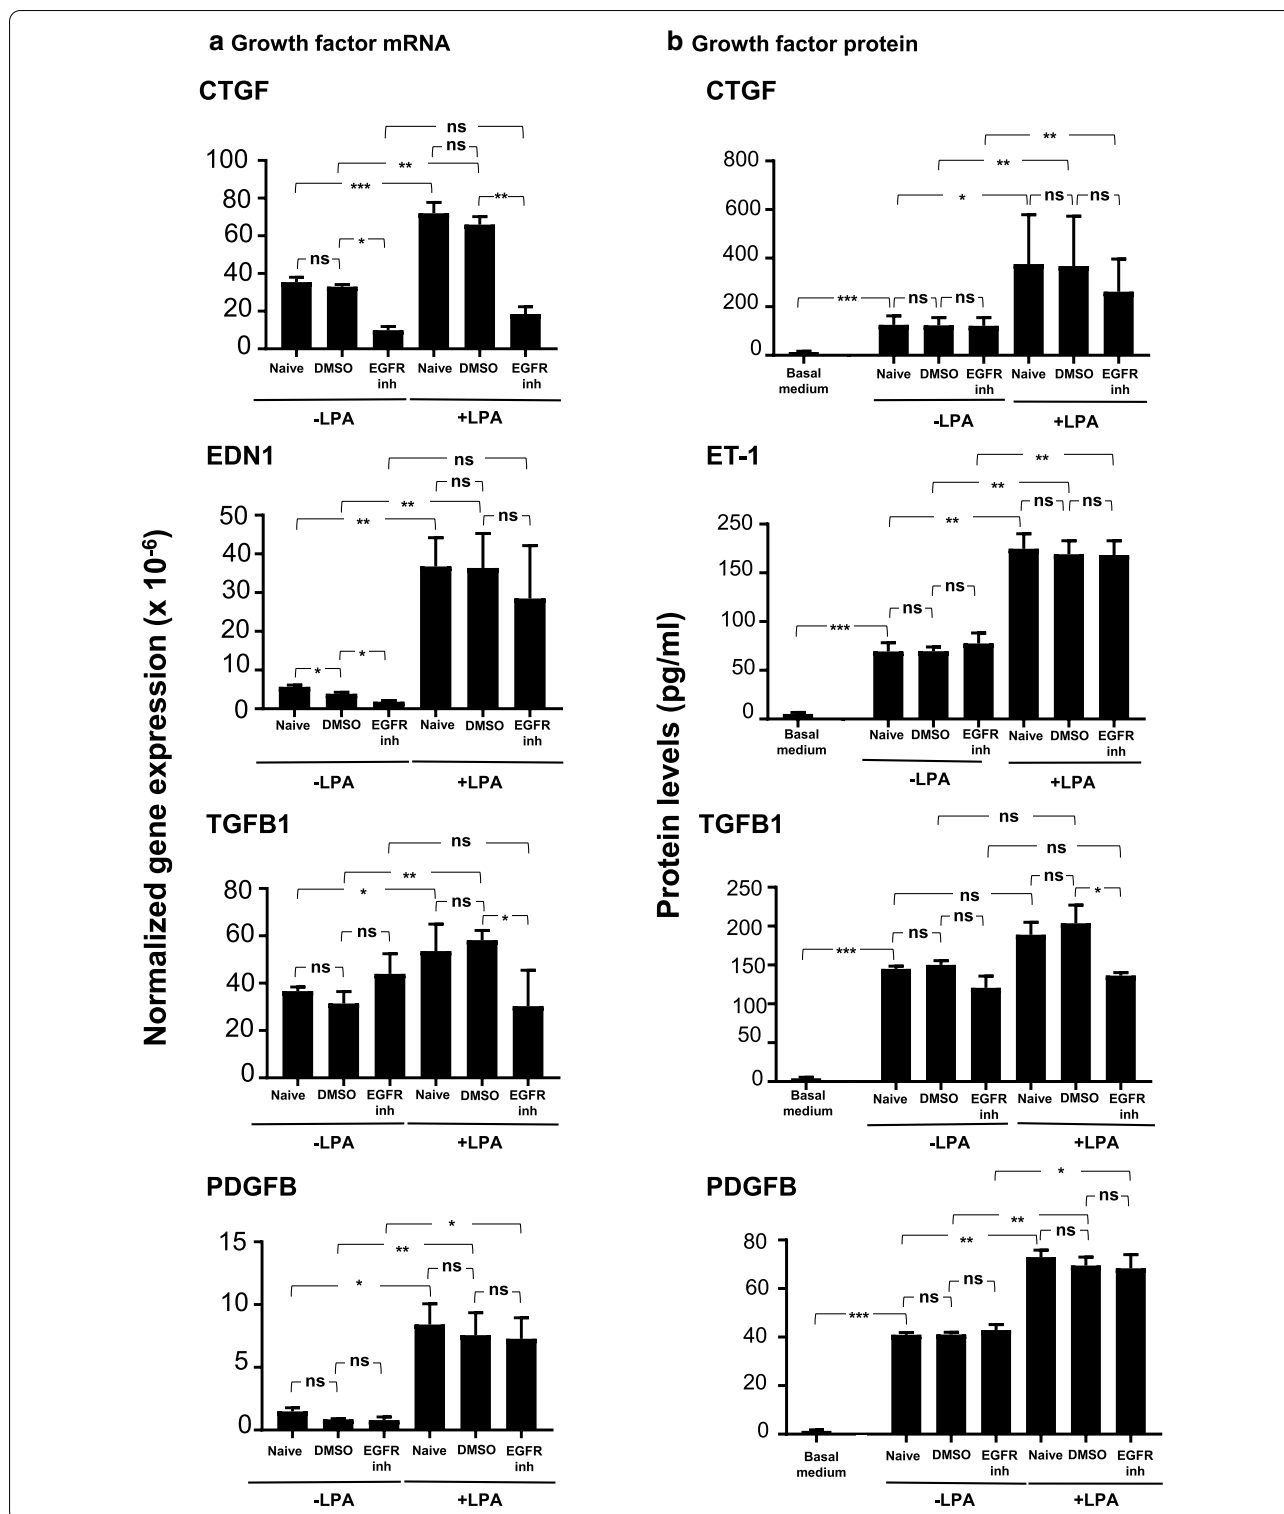 a Growth factor mRNA
b Growth factor protein
Normalized gene expression (x 10-6)
Protein levels (pg/ml)
CTGF
ns
ns
** 
***
**
*
ns
100
80
60
40
20
0
Naive DMSO EGFR inh Naive DMSO EGFR inh
-LPA +LPA
CTGF
**
**
*
ns ns
*** ns ns
800
600
400
200
0
Basal medium Naive DMSO EGFR inh Naive DMSO EGFR inh
-LPA +LPA
EDN1
ns
ns
**
**
ns
* *
50
40
30
20
10
0
Naive DMSO EGFR inh Naive DMSO EGFR inh
-LPA +LPA
ET-1
**
**
ns ns
**
ns
ns
***
250
150
100
50
0
Basal medium Naive DMSO EGFR inh Naive DMSO EGFR inh
-LPA +LPA
TGFB1
ns
**
*
ns
*
ns
ns
80
60
40
20
0
Naive DMSO EGFR inh Naive DMSO EGFR inh
-LPA +LPA
TGFB1
ns
ns
ns
*
ns
ns
ns
***
250
200
150
100
50
0
Basal medium Naive DMSO EGFR inh Naive DMSO EGFR inh
-LPA +LPA
PDGFB
*
**
ns
*
ns
ns
ns
15
10
5
0
Naive DMSO EGFR inh Naive DMSO EGFR inh
-LPA +LPA
PDGFB
*
ns
**
**
ns
ns
ns
***
80
60
40
20
0
Basal medium Naive DMSO EGFR inh Naive DMSO EGFR inh
-LPA +LPA